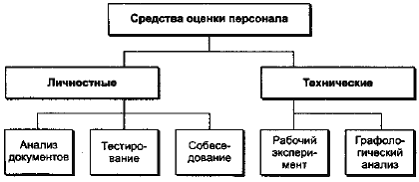 Средства оценки персонала
Личностные
Технические
Анализ
документов
Тестиро-
вание
Собесе-
дование
Рабочий
экспери-
мент
Графоло-
гический
анализ